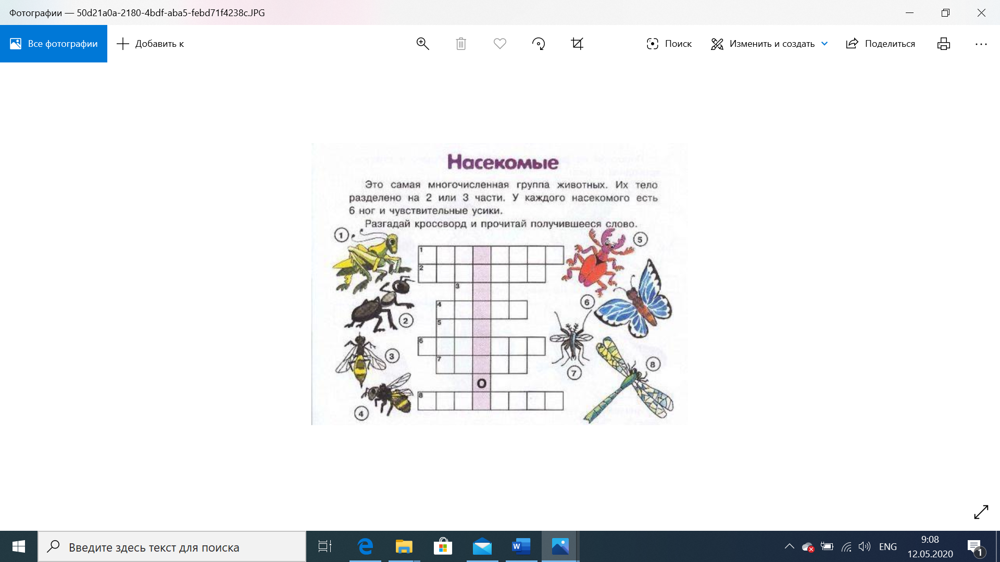 Фотографии — 50d21a0a-2180-4bdf-aba5-febd71f4238c.JPG
Все фотографии
Добавить к
Поиск
Изменить и создать
Поделиться
Насекомые
Это самая многочисленная группа животных. Их тело
разделено на 2 или 3 части. У каждого насекомого есть
6 ног и чувствительные усики.
Разгадай кроссворд и прочитай получившееся слово.
1
5
1
2
3
6
4
2
5
6
3
7
8
7
О
8
4
Введите здесь текст для поиска
W
ENG
9:08
12.05.2020
1